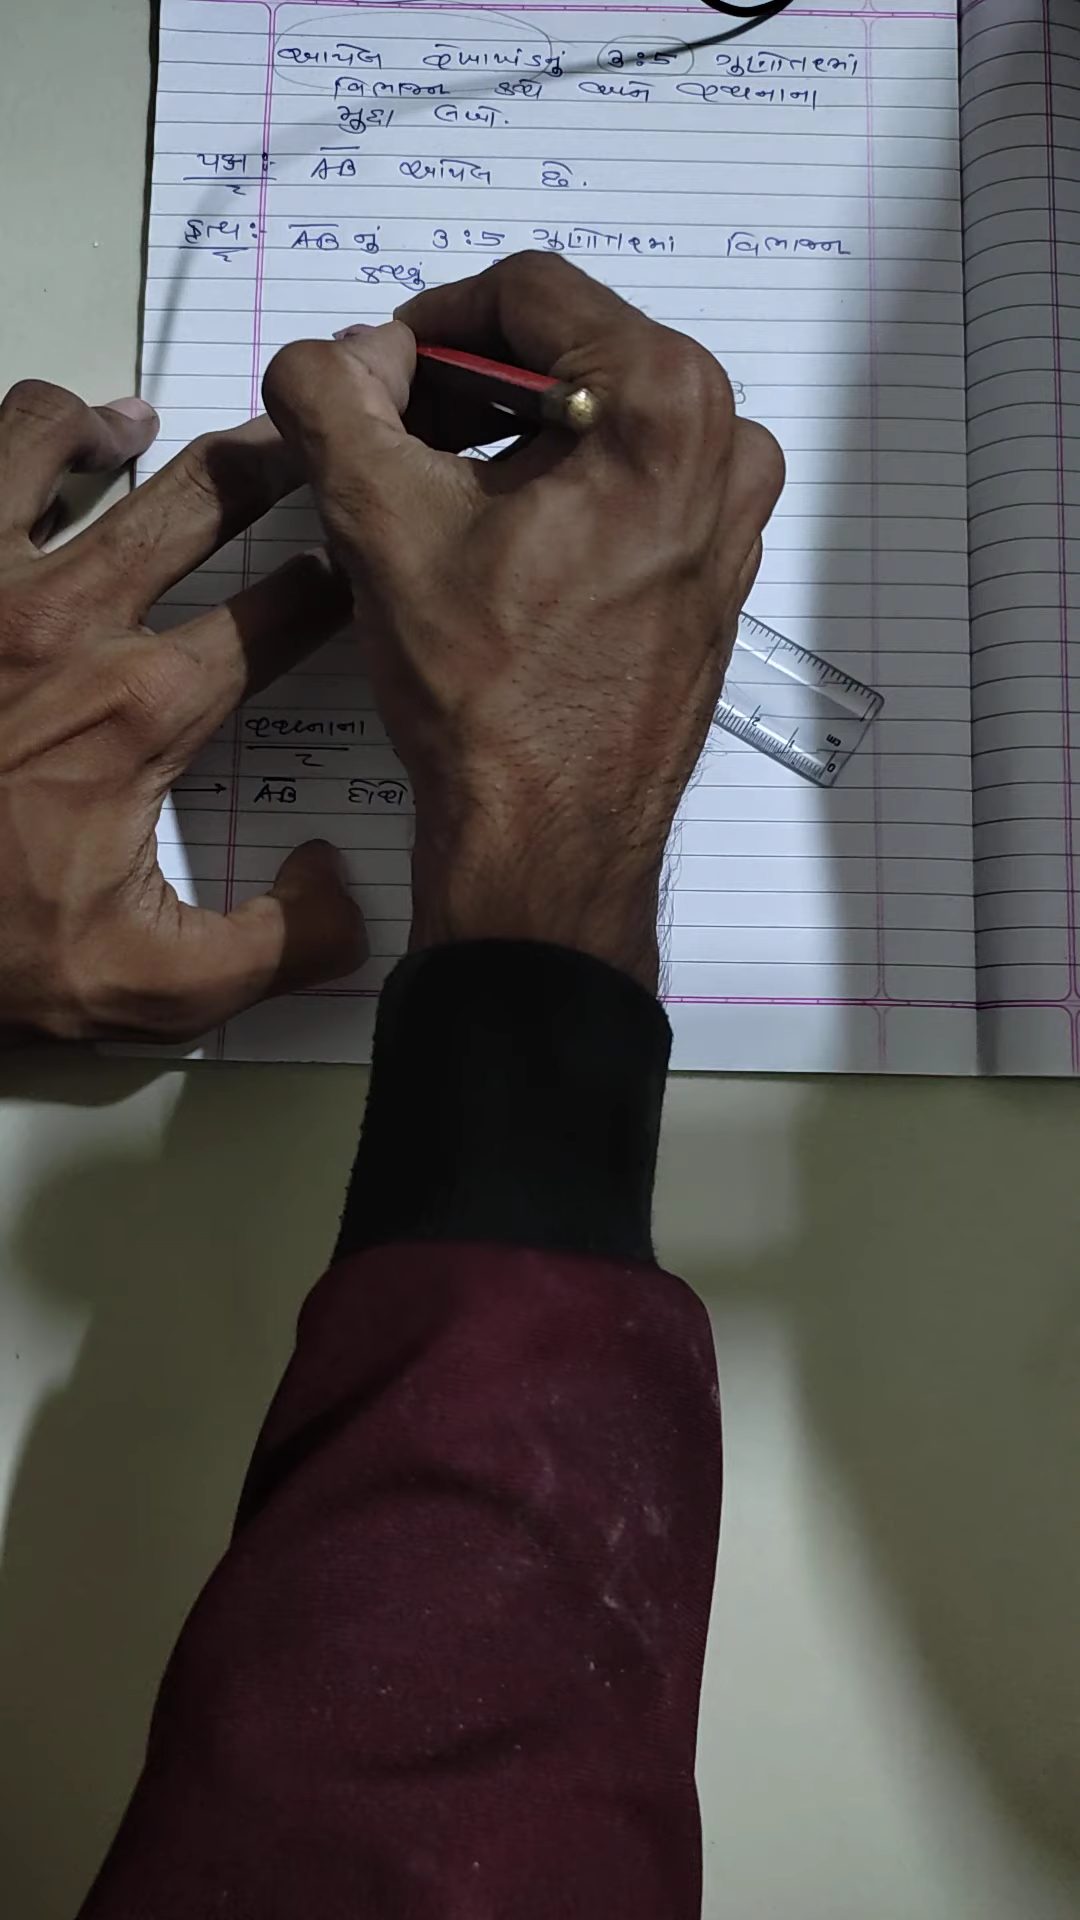 આપેલ રેખાખંડનું 3:5 ગુણોત્તરમાં
વિભાજન કરો અને રચનાના
મુદ્દા લખો.
પક્ષ :- AB આપેલ છે.
કૃત્ય :- AB નું 3:5 ગુણોત્તરમાં વિભાજન
કરવું
B
રચનાના
→ AB દોરો